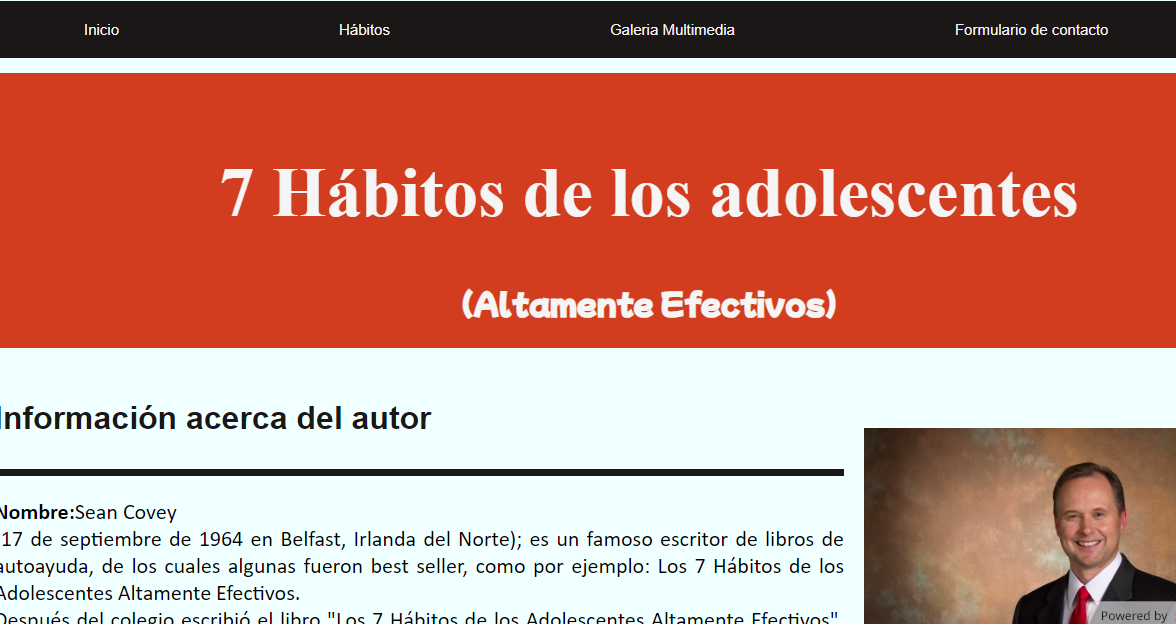 Inicio Hábitos Galeria Multimedia Formulario de contacto
7 Hábitos de los adolescentes
(Altamente Efectivos)
Información acerca del autor
Nombre:Sean Covey
17 de septiembre de 1964 en Belfast, Irlanda del Norte); es un famoso escritor de libros de
autoayuda, de los cuales algunas fueron best seller, como por ejemplo: Los 7 Hábitos de los
Adolescentes Altamente Efectivos.
Después del colegio escribió el libro "Los 7 Hábitos de los Adolescentes Altamente Efectivos"
Powered by